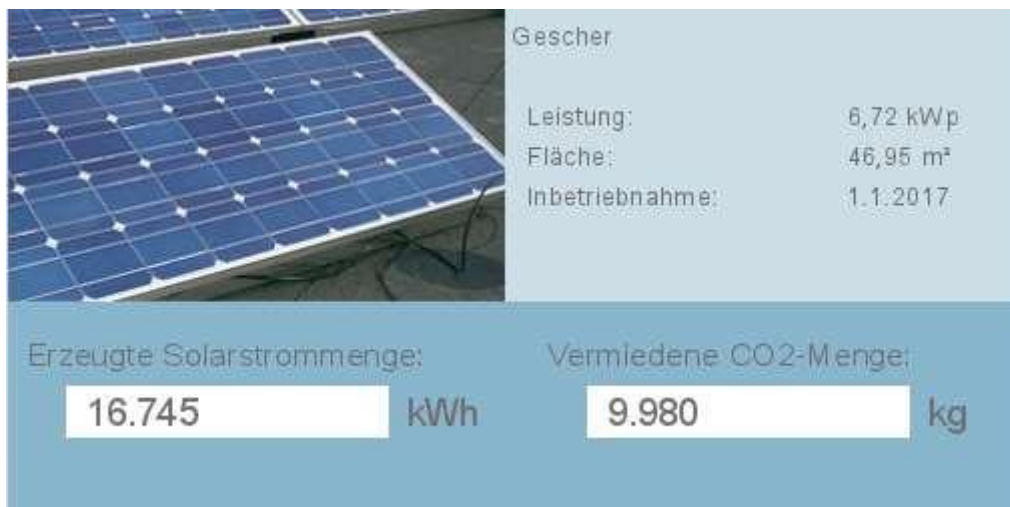 Gescher
Leistung: 6,72 kWp
Fläche: 46,95 m²
Inbetriebnahme: 1.1.2017
Erzeugte Solarstrommenge: Vermiedene CO2-Menge:
16.745 kWh 9.980 kg